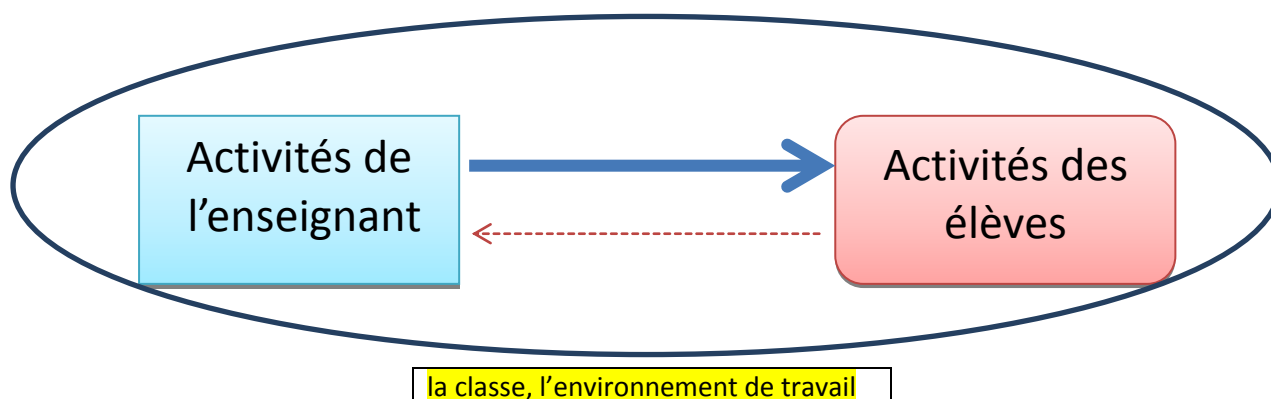 Activités de
l’enseignant
Activités des
élèves
la classe, l’environnement de travail